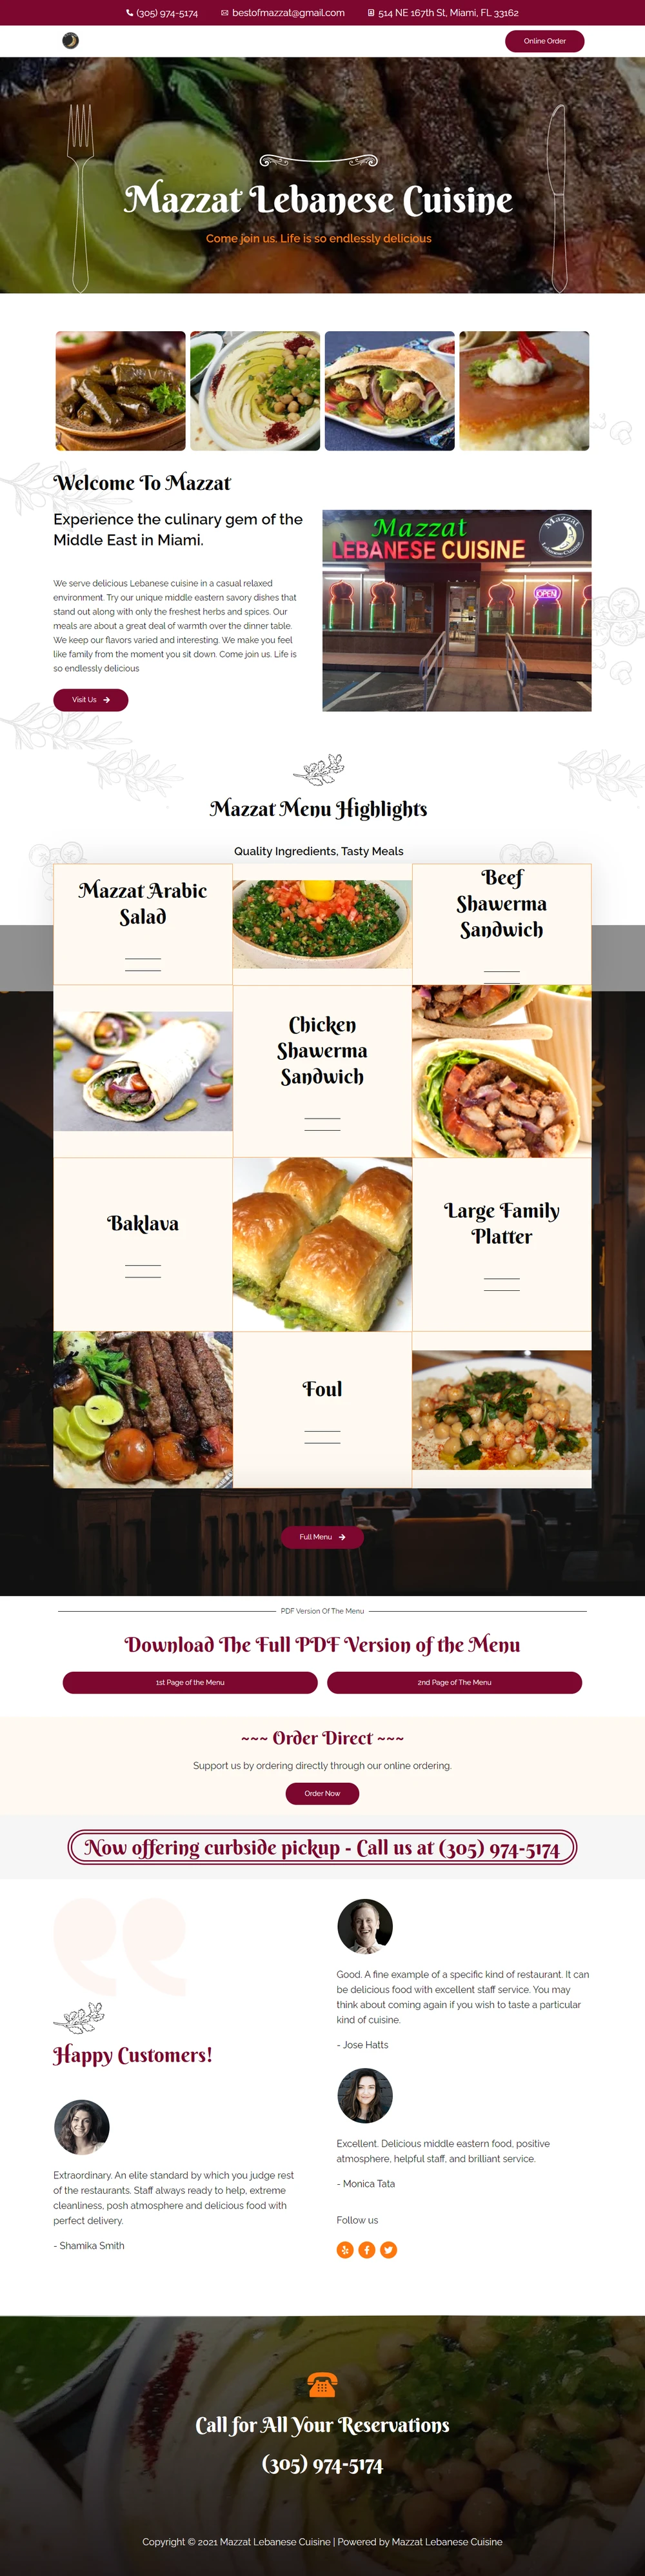 (305) 974-5174
bestofmazzat@gmail.com
514 NE 167th St, Miami, FL 33162
Online Order
Mazzat Lebanese Cuisine
Come join us. Life is so endlessly delicious
Welcome To Mazzat
Experience the culinary gem of the
Middle East in Miami.
We serve delicious Lebanese cuisine in a casual relaxed
environment. Try our unique middle eastern savory dishes that
stand out along with only the freshest herbs and spices. Our
meals are about a great deal of warmth over the dinner table.
We keep our flavors varied and interesting. We make you feel
like family from the moment you sit down. Come join us. Life is
so endlessly delicious
Visit Us
Mazzat
LEBANESE CUISINE
Mazzat
OPEN
Mazzat Menu Highlights
Quality Ingredients, Tasty Meals
Mazzat Arabic
Salad
Beef
Shawerma
Sandwich
Chicken
Shawerma
Sandwich
Baklava
Large Family
Platter
Foul
Full Menu
PDF Version Of The Menu
Download The Full PDF Version of the Menu
1st Page of the Menu
2nd Page of The Menu
~~~ Order Direct ~~~
Support us by ordering directly through our online ordering.
Order Now
Now offering curbside pickup - Call us at (305) 974-5174
Happy Customers!
Extraordinary. An elite standard by which you judge rest
of the restaurants. Staff always ready to help, extreme
cleanliness, posh atmosphere and delicious food with
perfect delivery.
- Shamika Smith
Good. A fine example of a specific kind of restaurant. It can
be delicious food with excellent staff service. You may
think about coming again if you wish to taste a particular
kind of cuisine.
- Jose Hatts
Excellent. Delicious middle eastern food, positive
atmosphere, helpful staff, and brilliant service.
- Monica Tata
Follow us
Call for All Your Reservations
(305) 974-5174
Copyright © 2021 Mazzat Lebanese Cuisine | Powered by Mazzat Lebanese Cuisine